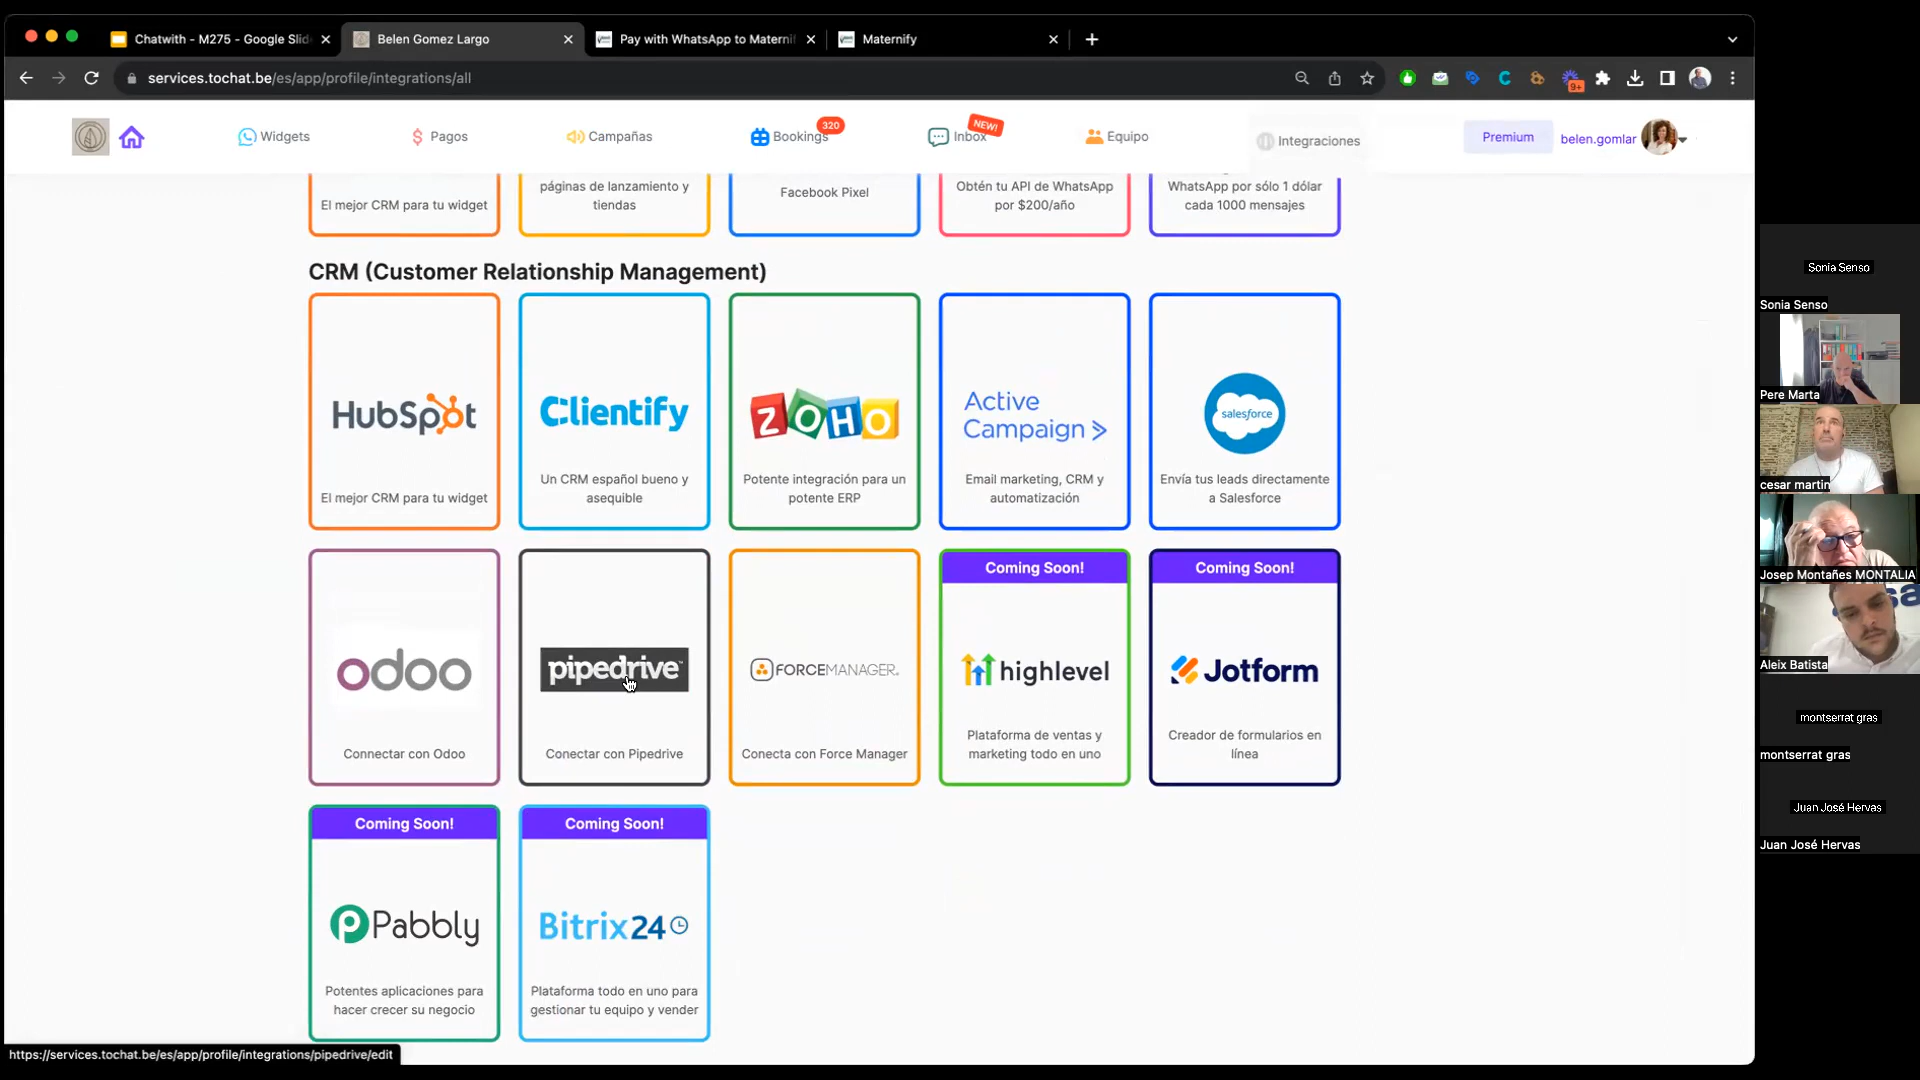 Chatwith - M275 - Google Slid
Belen Gomez Largo
Pay with WhatsApp to Materni
Maternify
services.tochat.be/es/app/profile/integrations/all
9+
Widgets
Pagos
Campañas
Bookings
320
Inbox
NEW!
Equipo
Integraciones
Premium
belen.gomlar
El mejor CRM para tu widget
páginas de lanzamiento y
tiendas
Facebook Pixel
Obtén tu API de WhatsApp
por $200/año
WhatsApp por sólo 1 dólar
cada 1000 mensajes
CRM (Customer Relationship Management)
HubSpot
El mejor CRM para tu widget
Clientify
Un CRM español bueno y
asequible
ZOHO
Potente integración para un
potente ERP
Active
Campaign >
Email marketing, CRM y
automatización
salesforce
Envía tus leads directamente
a Salesforce
odoo
Connectar con Odoo
pipedrive
Conectar con Pipedrive
FORCEMANAGER
Conecta con Force Manager
Coming Soon!
highlevel
Plataforma de ventas y
marketing todo en uno
Coming Soon!
Jotform
Creador de formularios en
línea
Coming Soon!
Pabbly
Potentes aplicaciones para
hacer crecer su negocio
Coming Soon!
Bitrix24
Plataforma todo en uno para
gestionar tu equipo y vender
https://services.tochat.be/es/app/profile/integrations/pipedrive/edit
Sonia Senso
Sonia Senso
Pere Marta
cesar martin
Josep Montañes MONTALIA
Aleix Batista
montserrat gras
montserrat gras
Juan José Hervas
Juan José Hervas